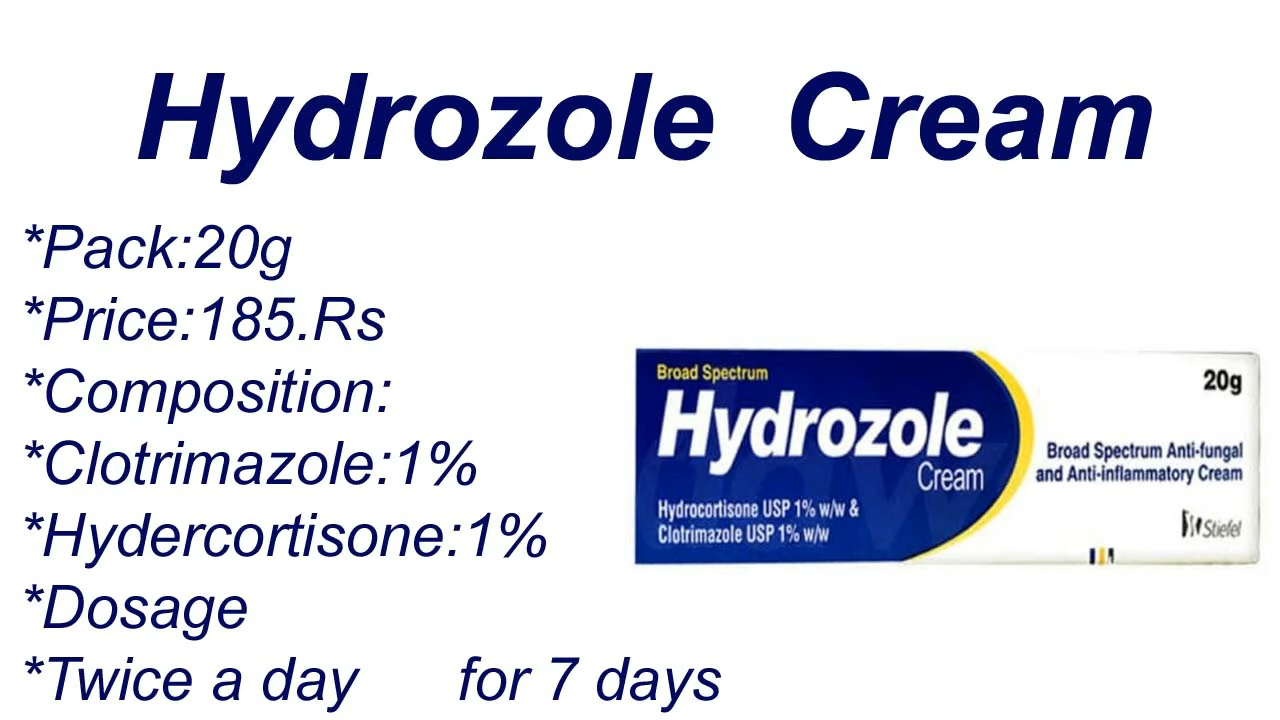 Hydrozole Cream
*Pack:20g
*Price:185.Rs
*Composition:
*Clotrimazole:1%
*Hydercortisone:1%
*Dosage
*Twice a day for 7 days
Broad Spectrum
Hydrozole
Cream
Hydrocortisone USP 1% w/w &
Clotrimazole USP 1% w/w
20g
Broad Spectrum Anti-fungal
and Anti-inflammatory Cream
Stiefel